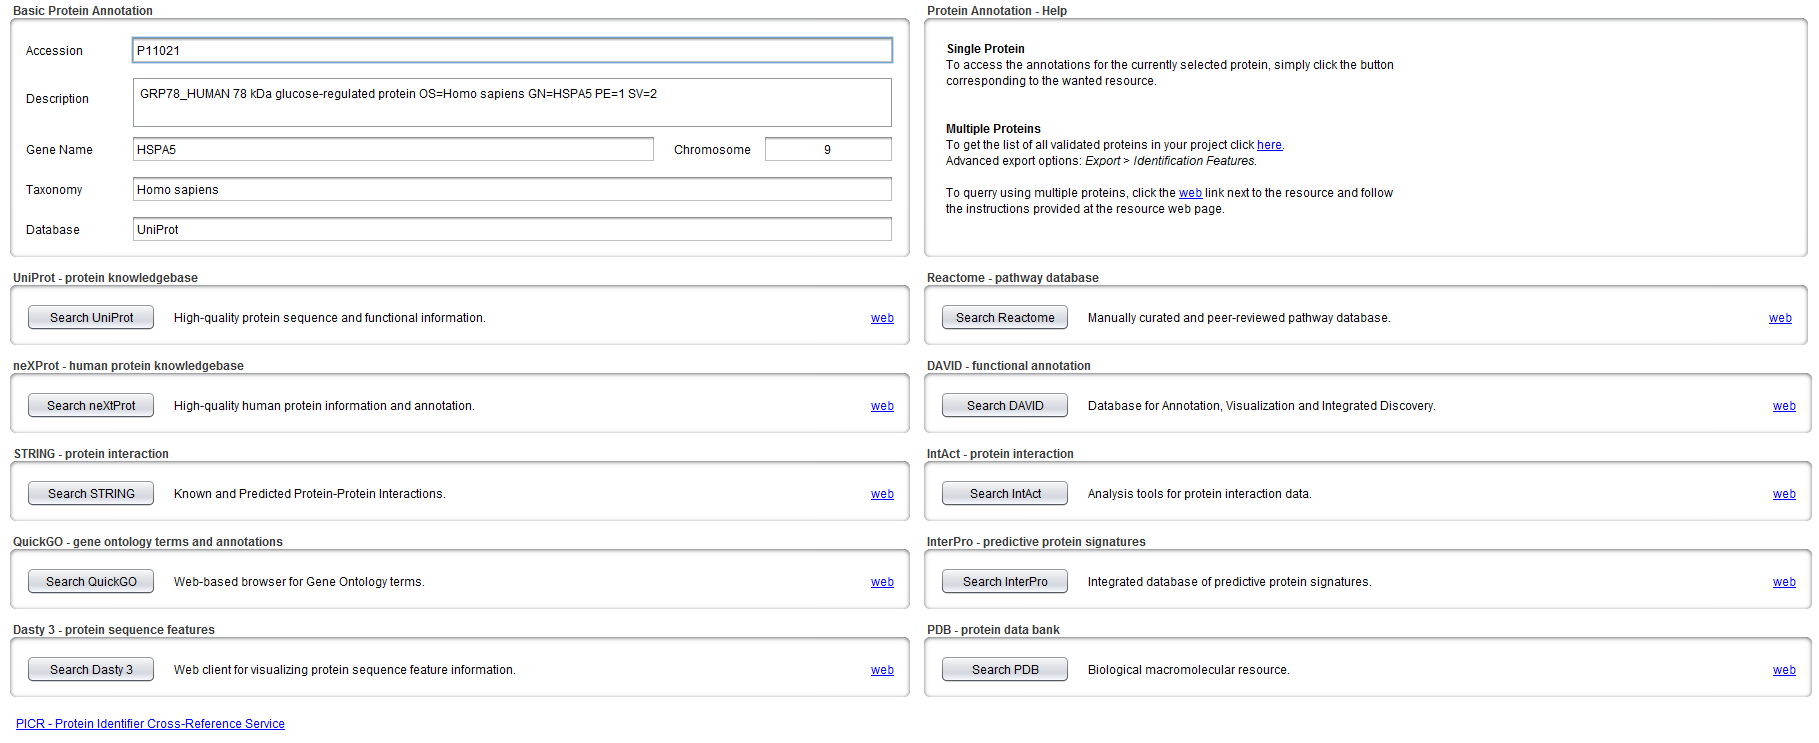 Basic Protein Annotation
Accession P11021
Description GRP78_HUMAN 78 kDa glucose-regulated protein OS=Homo sapiens GN=HSPA5 PE=1 SV=2
Gene Name HSPA5 Chromosome 9
Taxonomy Homo sapiens
Database UniProt
Protein Annotation - Help
Single Protein
To access the annotations for the currently selected protein, simply click the button
corresponding to the wanted resource.
Multiple Proteins
To get the list of all validated proteins in your project click here.
Advanced export options: Export > Identification Features.
To querry using multiple proteins, click the web link next to the resource and follow
the instructions provided at the resource web page.
UniProt - protein knowledgebase
Search UniProt High-quality protein sequence and functional information. web
Reactome - pathway database
Search Reactome Manually curated and peer-reviewed pathway database. web
neXProt - human protein knowledgebase
Search neXtProt High-quality human protein information and annotation. web
DAVID - functional annotation
Search DAVID Database for Annotation, Visualization and Integrated Discovery. web
STRING - protein interaction
Search STRING Known and Predicted Protein-Protein Interactions. web
IntAct - protein interaction
Search IntAct Analysis tools for protein interaction data. web
QuickGO - gene ontology terms and annotations
Search QuickGO Web-based browser for Gene Ontology terms. web
InterPro - predictive protein signatures
Search InterPro Integrated database of predictive protein signatures. web
Dasty 3 - protein sequence features
Search Dasty 3 Web client for visualizing protein sequence feature information. web
PDB - protein data bank
Search PDB Biological macromolecular resource. web
PICR - Protein Identifier Cross-Reference Service